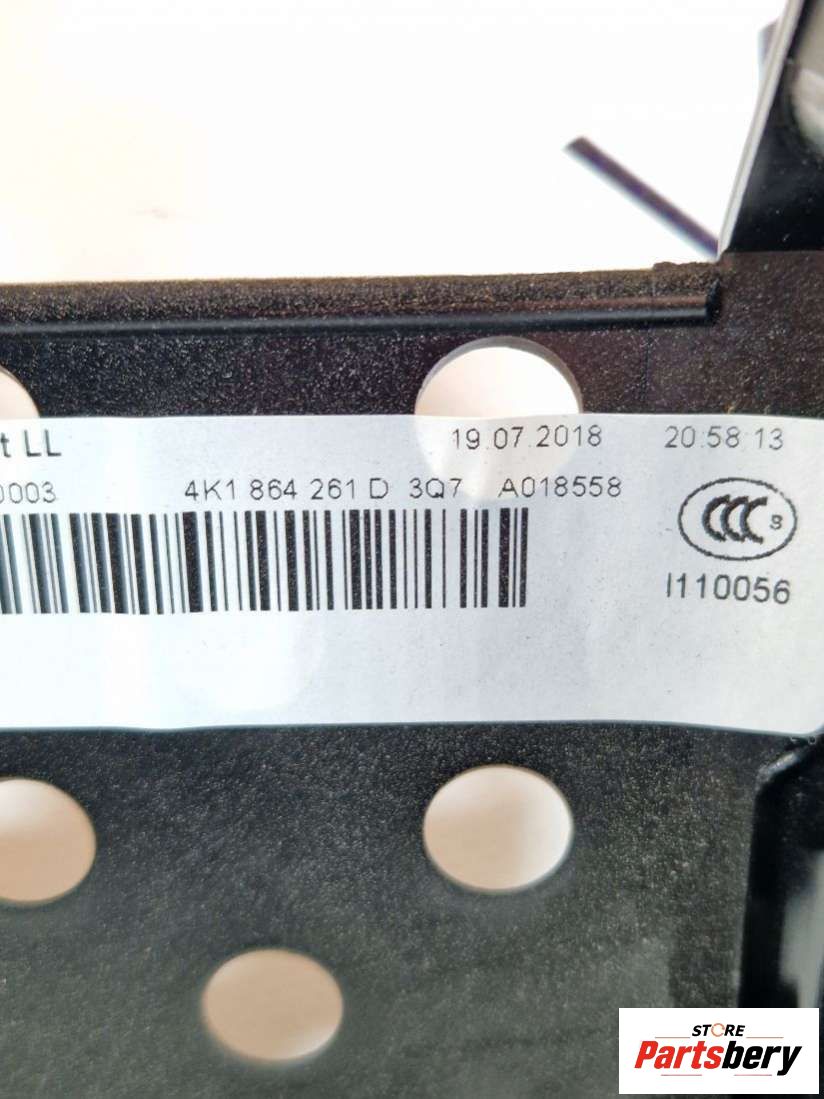 t LL 19.07.2018 20:58:13
0003 4K1 864 261 D 3Q7 A018558
CCC S
I110056
STORE
Partsbery